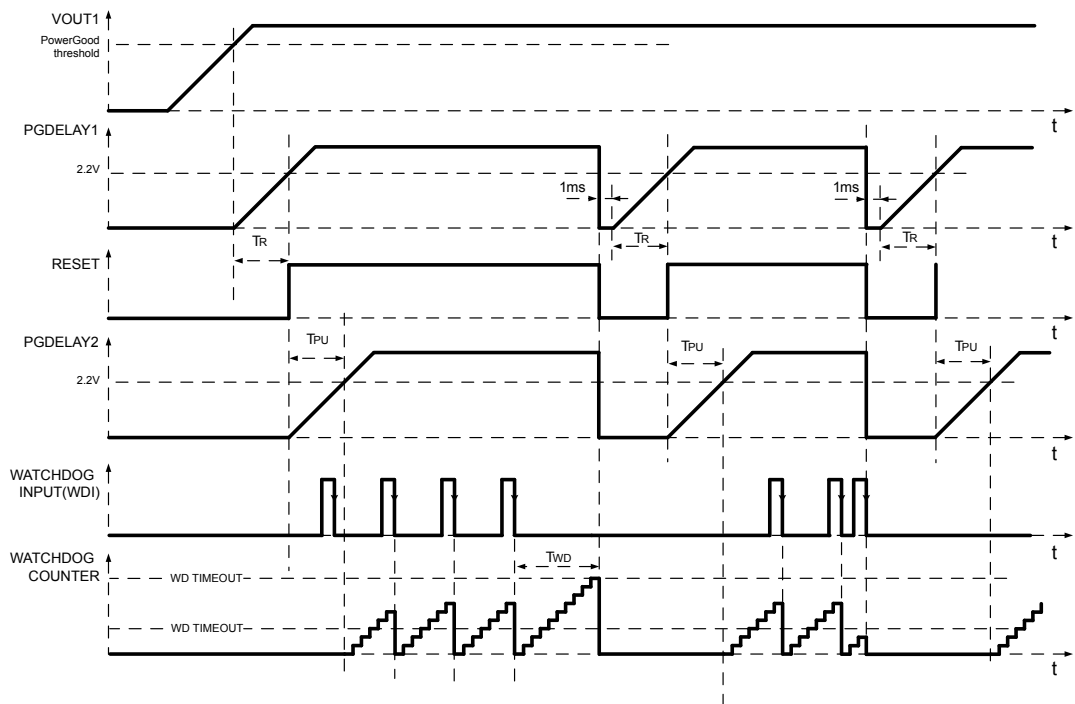 VOUT1
PowerGood
threshold
t
PGDELAY1
2.2V
1ms
1ms
TR
TR
TR
t
RESET
t
PGDELAY2
TPU
TPU
TPU
2.2V
t
WATCHDOG
INPUT(WDI)
t
WATCHDOG
COUNTER
TWD
WD TIMEOUT
WD TIMEOUT
t